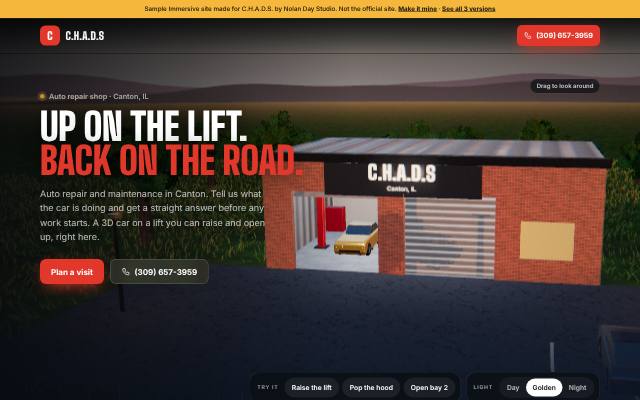 Sample Immersive site made for C.H.A.D.S. by Nolan Day Studio. Not the official site. Make it mine · See all 3 versions
C C.H.A.D.S
(309) 657-3959
Drag to look around
Auto repair shop · Canton, IL
UP ON THE LIFT.
BACK ON THE ROAD.
C.H.A.D.S
Canton, IL
Auto repair and maintenance in Canton. Tell us what
the car is doing and get a straight answer before any
work starts. A 3D car on a lift you can raise and open
up, right here.
Plan a visit
(309) 657-3959
TRY IT Raise the lift Pop the hood Open bay 2
LIGHT Day Golden Night